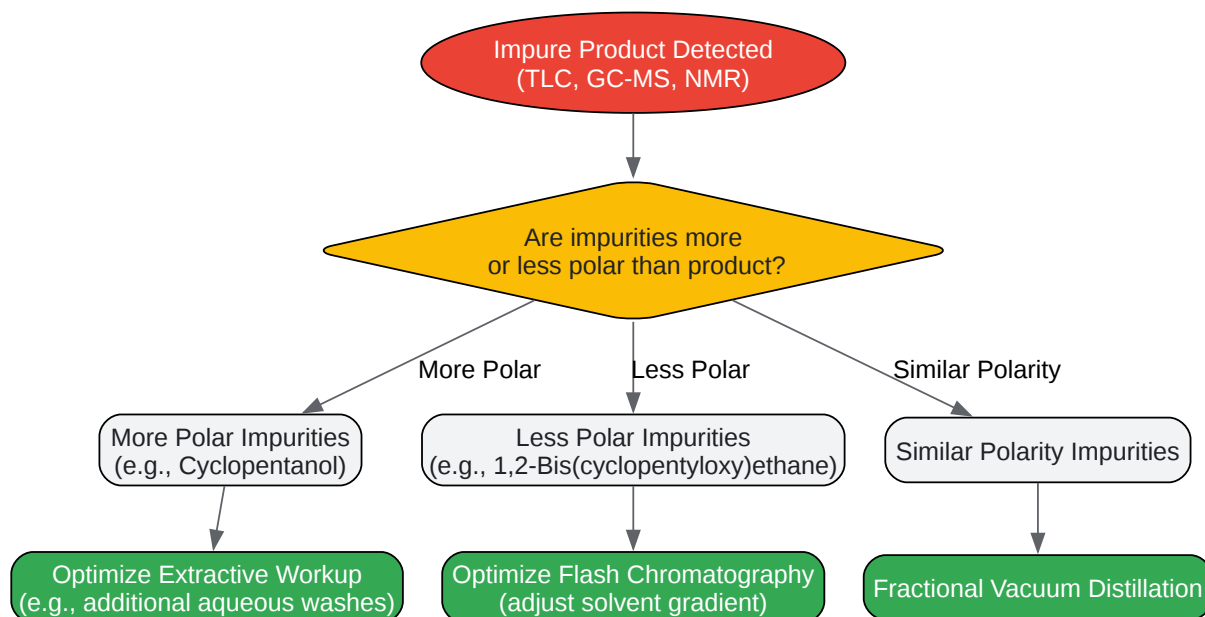 Impure Product Detected
(TLC, GC-MS, NMR)
Are impurities more
or less polar than product?
More Polar
Less Polar
Similar Polarity
More Polar Impurities
(e.g., Cyclopentanol)
Less Polar Impurities
(e.g., 1,2-Bis(cyclopentyloxy)ethane)
Similar Polarity Impurities
Optimize Extractive Workup
(e.g., additional aqueous washes)
Optimize Flash Chromatography
(adjust solvent gradient)
Fractional Vacuum Distillation